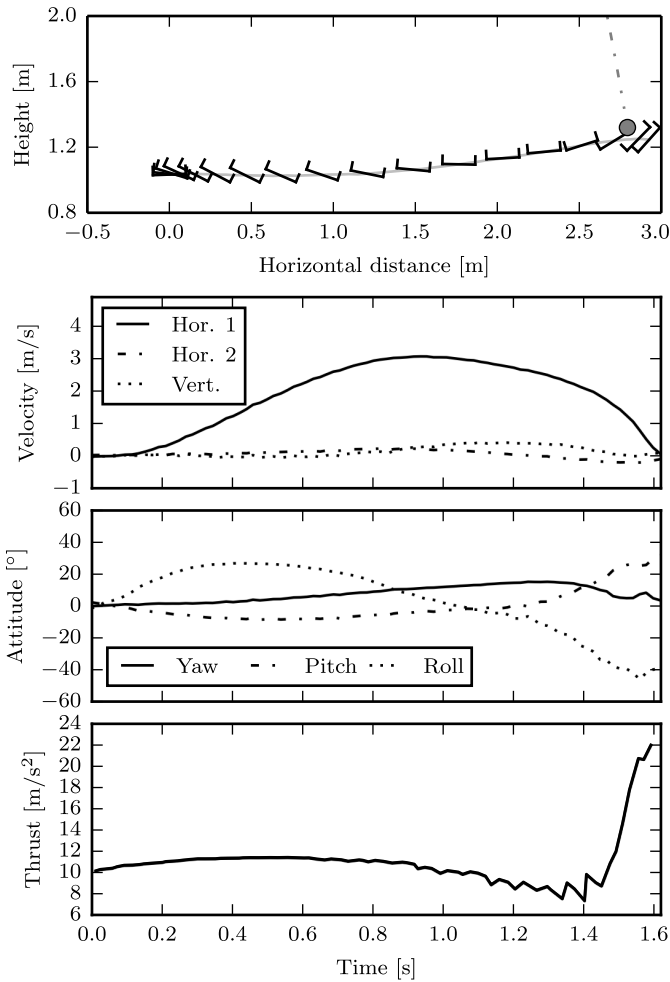 2.0
1.6
1.2
0.8
Height [m]
−0.5 0.0 0.5 1.0 1.5 2.0 2.5 3.0
Horizontal distance [m]
4
3
2
1
0
−1
Velocity [m/s]
Hor. 1
Hor. 2
Vert.
60
40
20
0
−20
−40
−60
Attitude [°]
Yaw Pitch Roll
24
22
20
18
16
14
12
10
8
6
Thrust [m/s²]
0.0 0.2 0.4 0.6 0.8 1.0 1.2 1.4 1.6
Time [s]